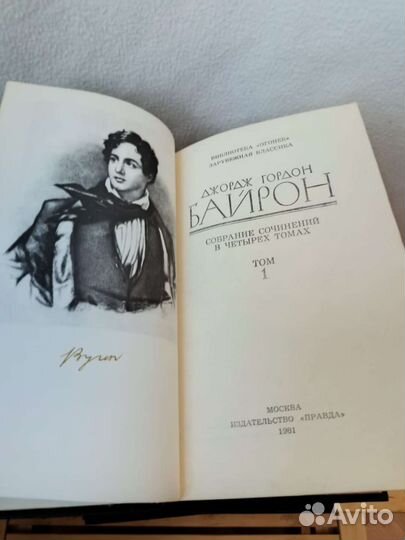 Byron
БИБЛИОТЕКА «ОГОНЕК»
ЗАРУБЕЖНАЯ КЛАССИКА
ДЖОРДЖ ГОРДОН
БАЙРОН
СОБРАНИЕ СОЧИНЕНИЙ
В ЧЕТЫРЕХ ТОМАХ
ТОМ
1
МОСКВА
ИЗДАТЕЛЬСТВО «ПРАВДА»
1981
Avito